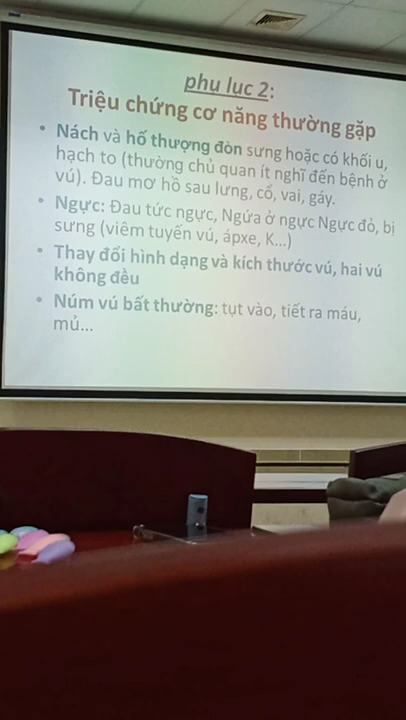 phụ lục 2:
Triệu chứng cơ năng thường gặp
• Nách và hố thượng đòn sưng hoặc có khối u,
hạch to (thường chủ quan ít nghĩ đến bệnh ở
vú). Đau mơ hồ sau lưng, cổ, vai, gáy.
• Ngực: Đau tức ngực, Ngứa ở ngực Ngực đỏ, bị
sưng (viêm tuyến vú, ápxe, K...)
• Thay đổi hình dạng và kích thước vú, hai vú
không đều
• Núm vú bất thường: tụt vào, tiết ra máu,
mủ...